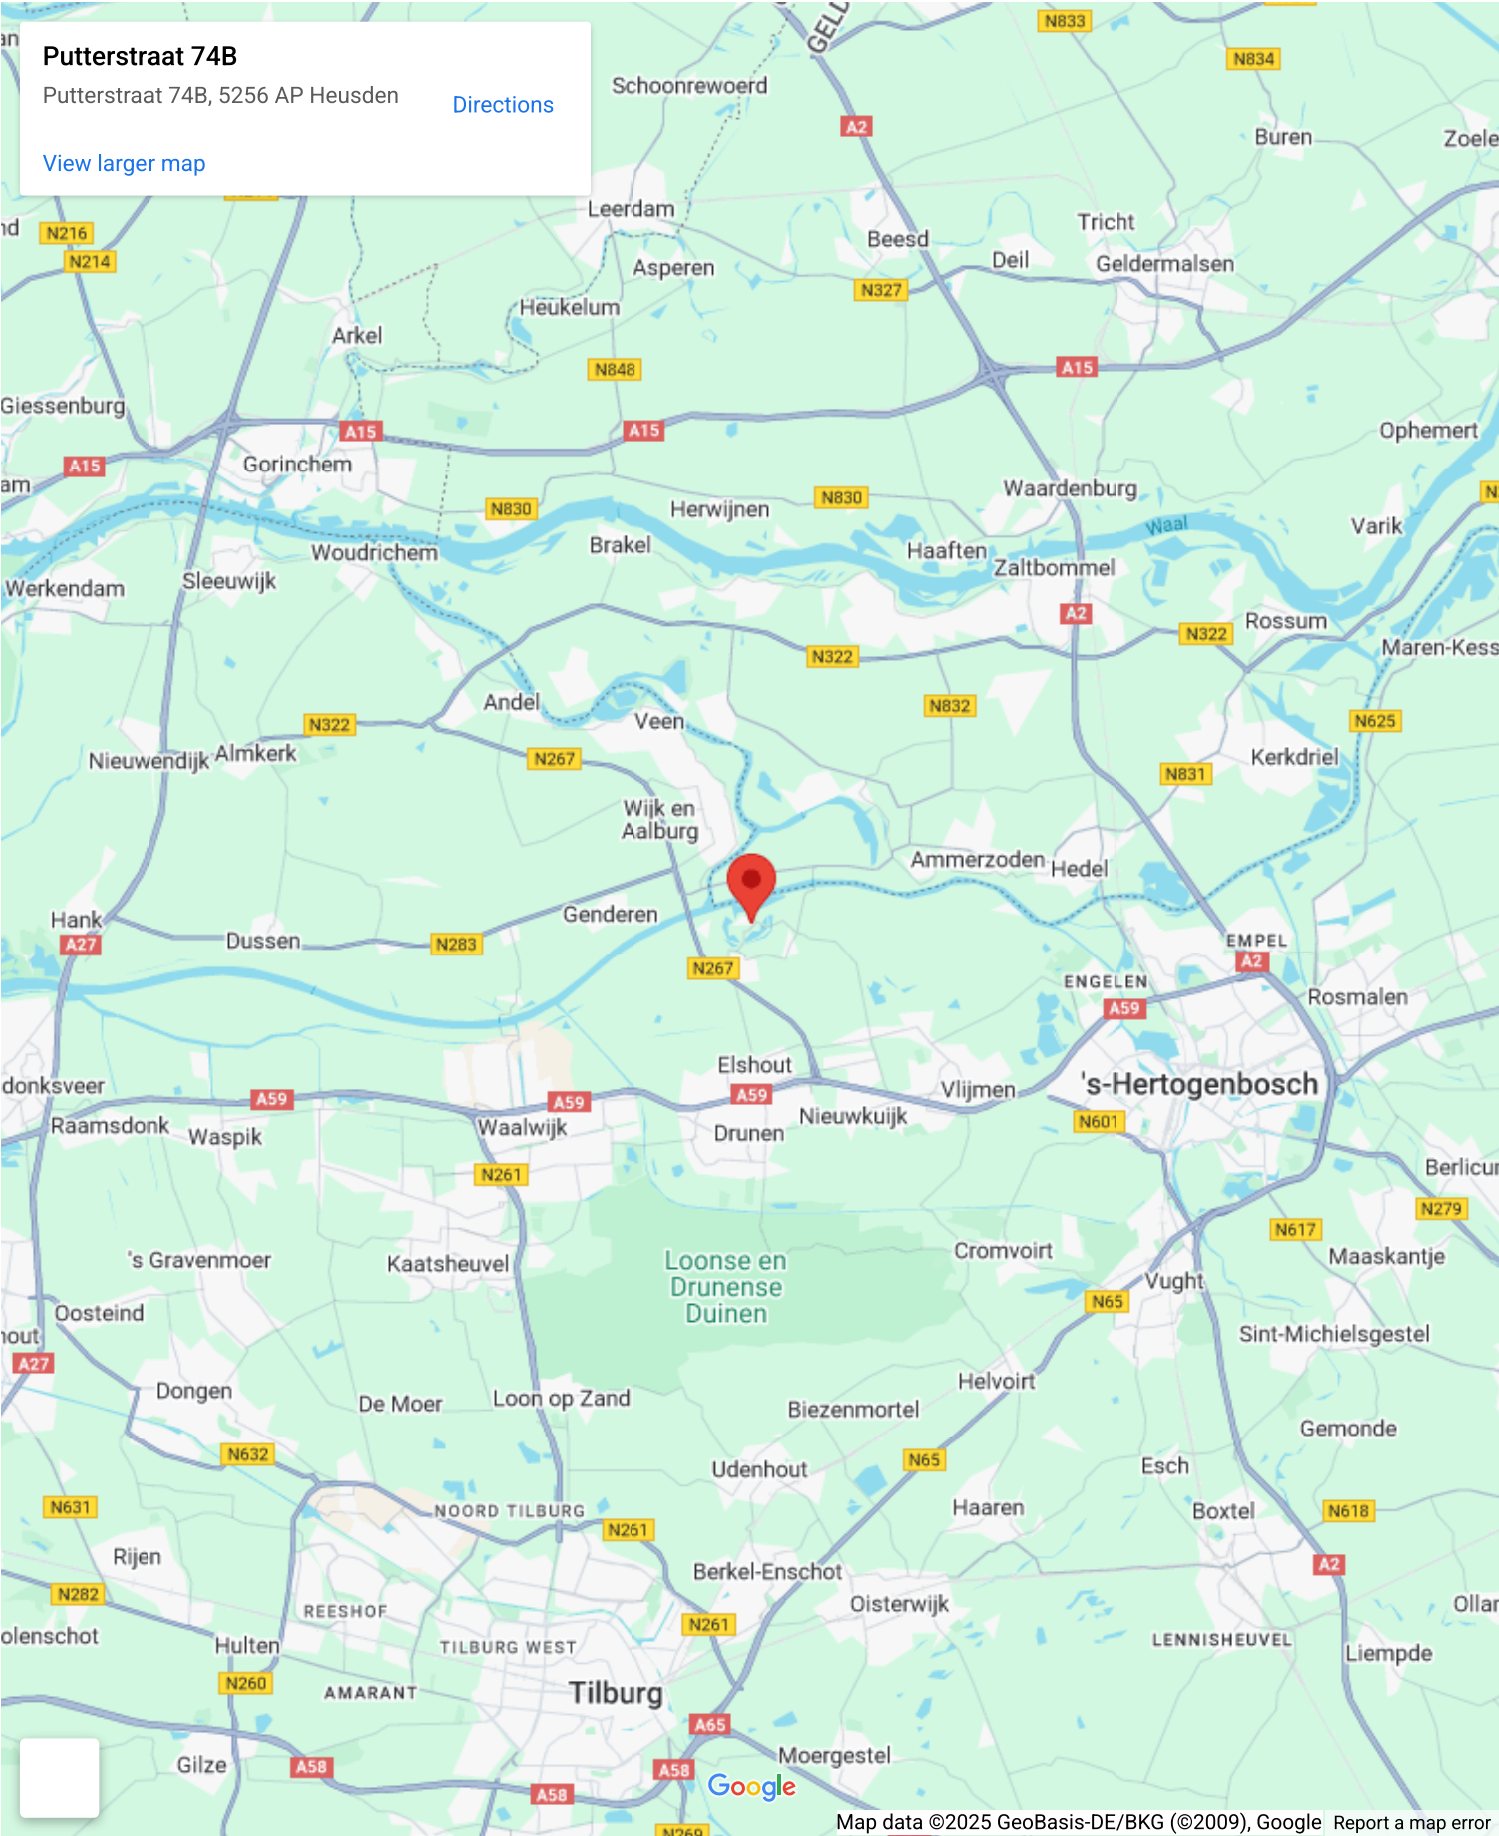 Putterstraat 74B
Putterstraat 74B, 5256 AP Heusden
Directions
View larger map
N833
N834
Schoonrewoerd
A2
Buren
Zoele
Leerdam
N216
N214
Tricht
Beesd
Deil
Geldermalsen
Asperen
N327
Heukelum
Arkel
N848
A15
Giessenburg
A15
A15
Ophemert
A15
Gorinchem
am
Waardenburg
N830
N830
Herwijnen
Waal
Varik
Woudrichem
Brakel
Haaften
Zaltbommel
Werkendam
Sleeuwijk
A2
Rossum
N322
N322
Maren-Kess
Andel
N832
Veen
N322
N625
Nieuwendijk
Almkerk
N267
Kerkdriel
N831
Wijk en
Aalburg
Ammerzoden
Hedel
Genderen
Hank
A27
Dussen
N283
EMPEL
A2
N267
ENGELEN
Rosmalen
A59
Elshout
donksveer
's-Hertogenbosch
A59
A59
A59
Vlijmen
Nieuwkuijk
Raamsdonk
Waspik
Waalwijk
Drunen
N601
Berlicur
N261
N279
N617
's Gravenmoer
Kaatsheuvel
Loonse en
Drunense
Duinen
Cromvoirt
Maaskantje
Vught
N65
Oosteind
hout
A27
Sint-Michielsgestel
Dongen
De Moer
Loon op Zand
Helvoirt
Biezenmortel
Gemonde
N632
N65
Udenhout
Esch
N631
NOORD TILBURG
Haaren
Boxtel
N618
N261
Rijen
Berkel-Enschot
A2
N282
REESHOF
Oisterwijk
Ollar
N261
olenschot
Hulten
TILBURG WEST
LENNISHEUVEL
Liempde
N260
AMARANT
Tilburg
A65
Gilze
A58
A58
Moergestel
A58
Google
Map data ©2025 GeoBasis-DE/BKG (©2009), Google
Report a map error
N269